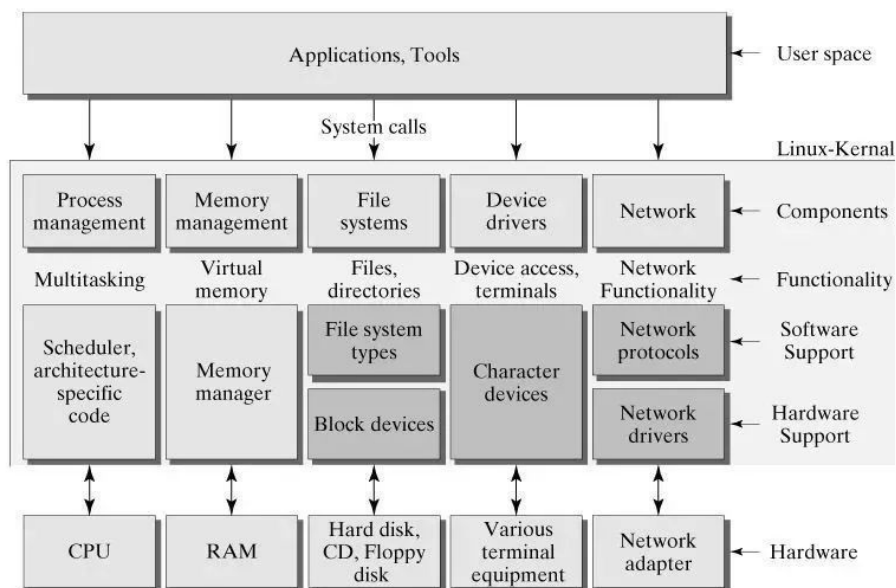 Applications, Tools
User space
System calls
Linux-Kernal
Process
management
Memory
management
File
systems
Device
drivers
Network
Components
Multitasking
Virtual
memory
Files,
directories
Device access,
terminals
Network
Functionality
Functionality
Scheduler,
architecture-
specific
code
Memory
manager
File system
types
Block devices
Character
devices
Network
protocols
Network
drivers
Software
Support
Hardware
Support
CPU
RAM
Hard disk,
CD, Floppy
disk
Various
terminal
equipment
Network
adapter
Hardware